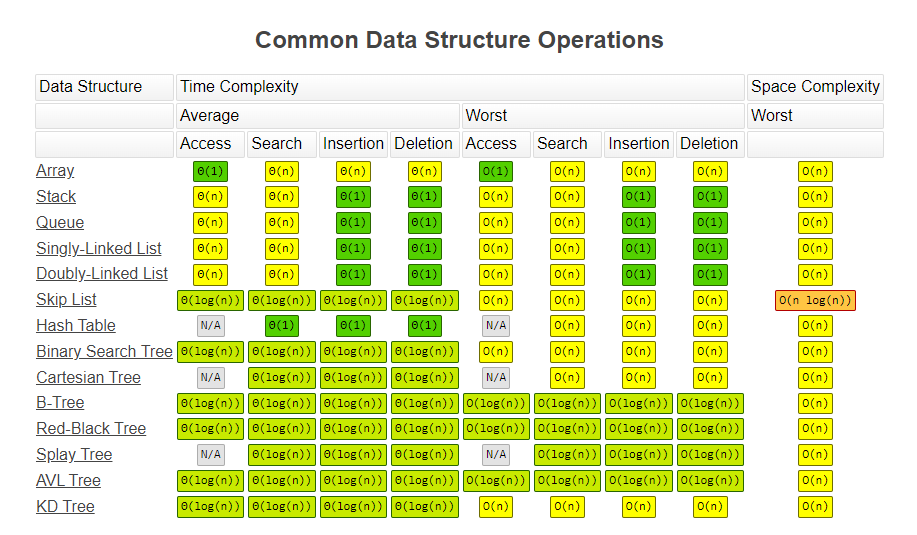 Common Data Structure Operations
Data Structure Time Complexity Space Complexity
Average Worst Worst
Access Search Insertion Deletion Access Search Insertion Deletion
Array Θ(1) Θ(n) Θ(n) Θ(n) O(1) O(n) O(n) O(n) O(n)
Stack Θ(n) Θ(n) Θ(1) Θ(1) O(n) O(n) O(1) O(1) O(n)
Queue Θ(n) Θ(n) Θ(1) Θ(1) O(n) O(n) O(1) O(1) O(n)
Singly-Linked List Θ(n) Θ(n) Θ(1) Θ(1) O(n) O(n) O(1) O(1) O(n)
Doubly-Linked List Θ(n) Θ(n) Θ(1) Θ(1) O(n) O(n) O(1) O(1) O(n)
Skip List Θ(log(n)) Θ(log(n)) Θ(log(n)) Θ(log(n)) O(n) O(n) O(n) O(n) O(n log(n))
Hash Table N/A Θ(1) Θ(1) Θ(1) N/A O(n) O(n) O(n) O(n)
Binary Search Tree Θ(log(n)) Θ(log(n)) Θ(log(n)) Θ(log(n)) O(n) O(n) O(n) O(n) O(n)
Cartesian Tree N/A Θ(log(n)) Θ(log(n)) Θ(log(n)) N/A O(n) O(n) O(n) O(n)
B-Tree Θ(log(n)) Θ(log(n)) Θ(log(n)) Θ(log(n)) O(log(n)) O(log(n)) O(log(n)) O(log(n)) O(n)
Red-Black Tree Θ(log(n)) Θ(log(n)) Θ(log(n)) Θ(log(n)) O(log(n)) O(log(n)) O(log(n)) O(log(n)) O(n)
Splay Tree N/A Θ(log(n)) Θ(log(n)) Θ(log(n)) N/A O(log(n)) O(log(n)) O(log(n)) O(n)
AVL Tree Θ(log(n)) Θ(log(n)) Θ(log(n)) Θ(log(n)) O(log(n)) O(log(n)) O(log(n)) O(log(n)) O(n)
KD Tree Θ(log(n)) Θ(log(n)) Θ(log(n)) Θ(log(n)) O(n) O(n) O(n) O(n) O(n)